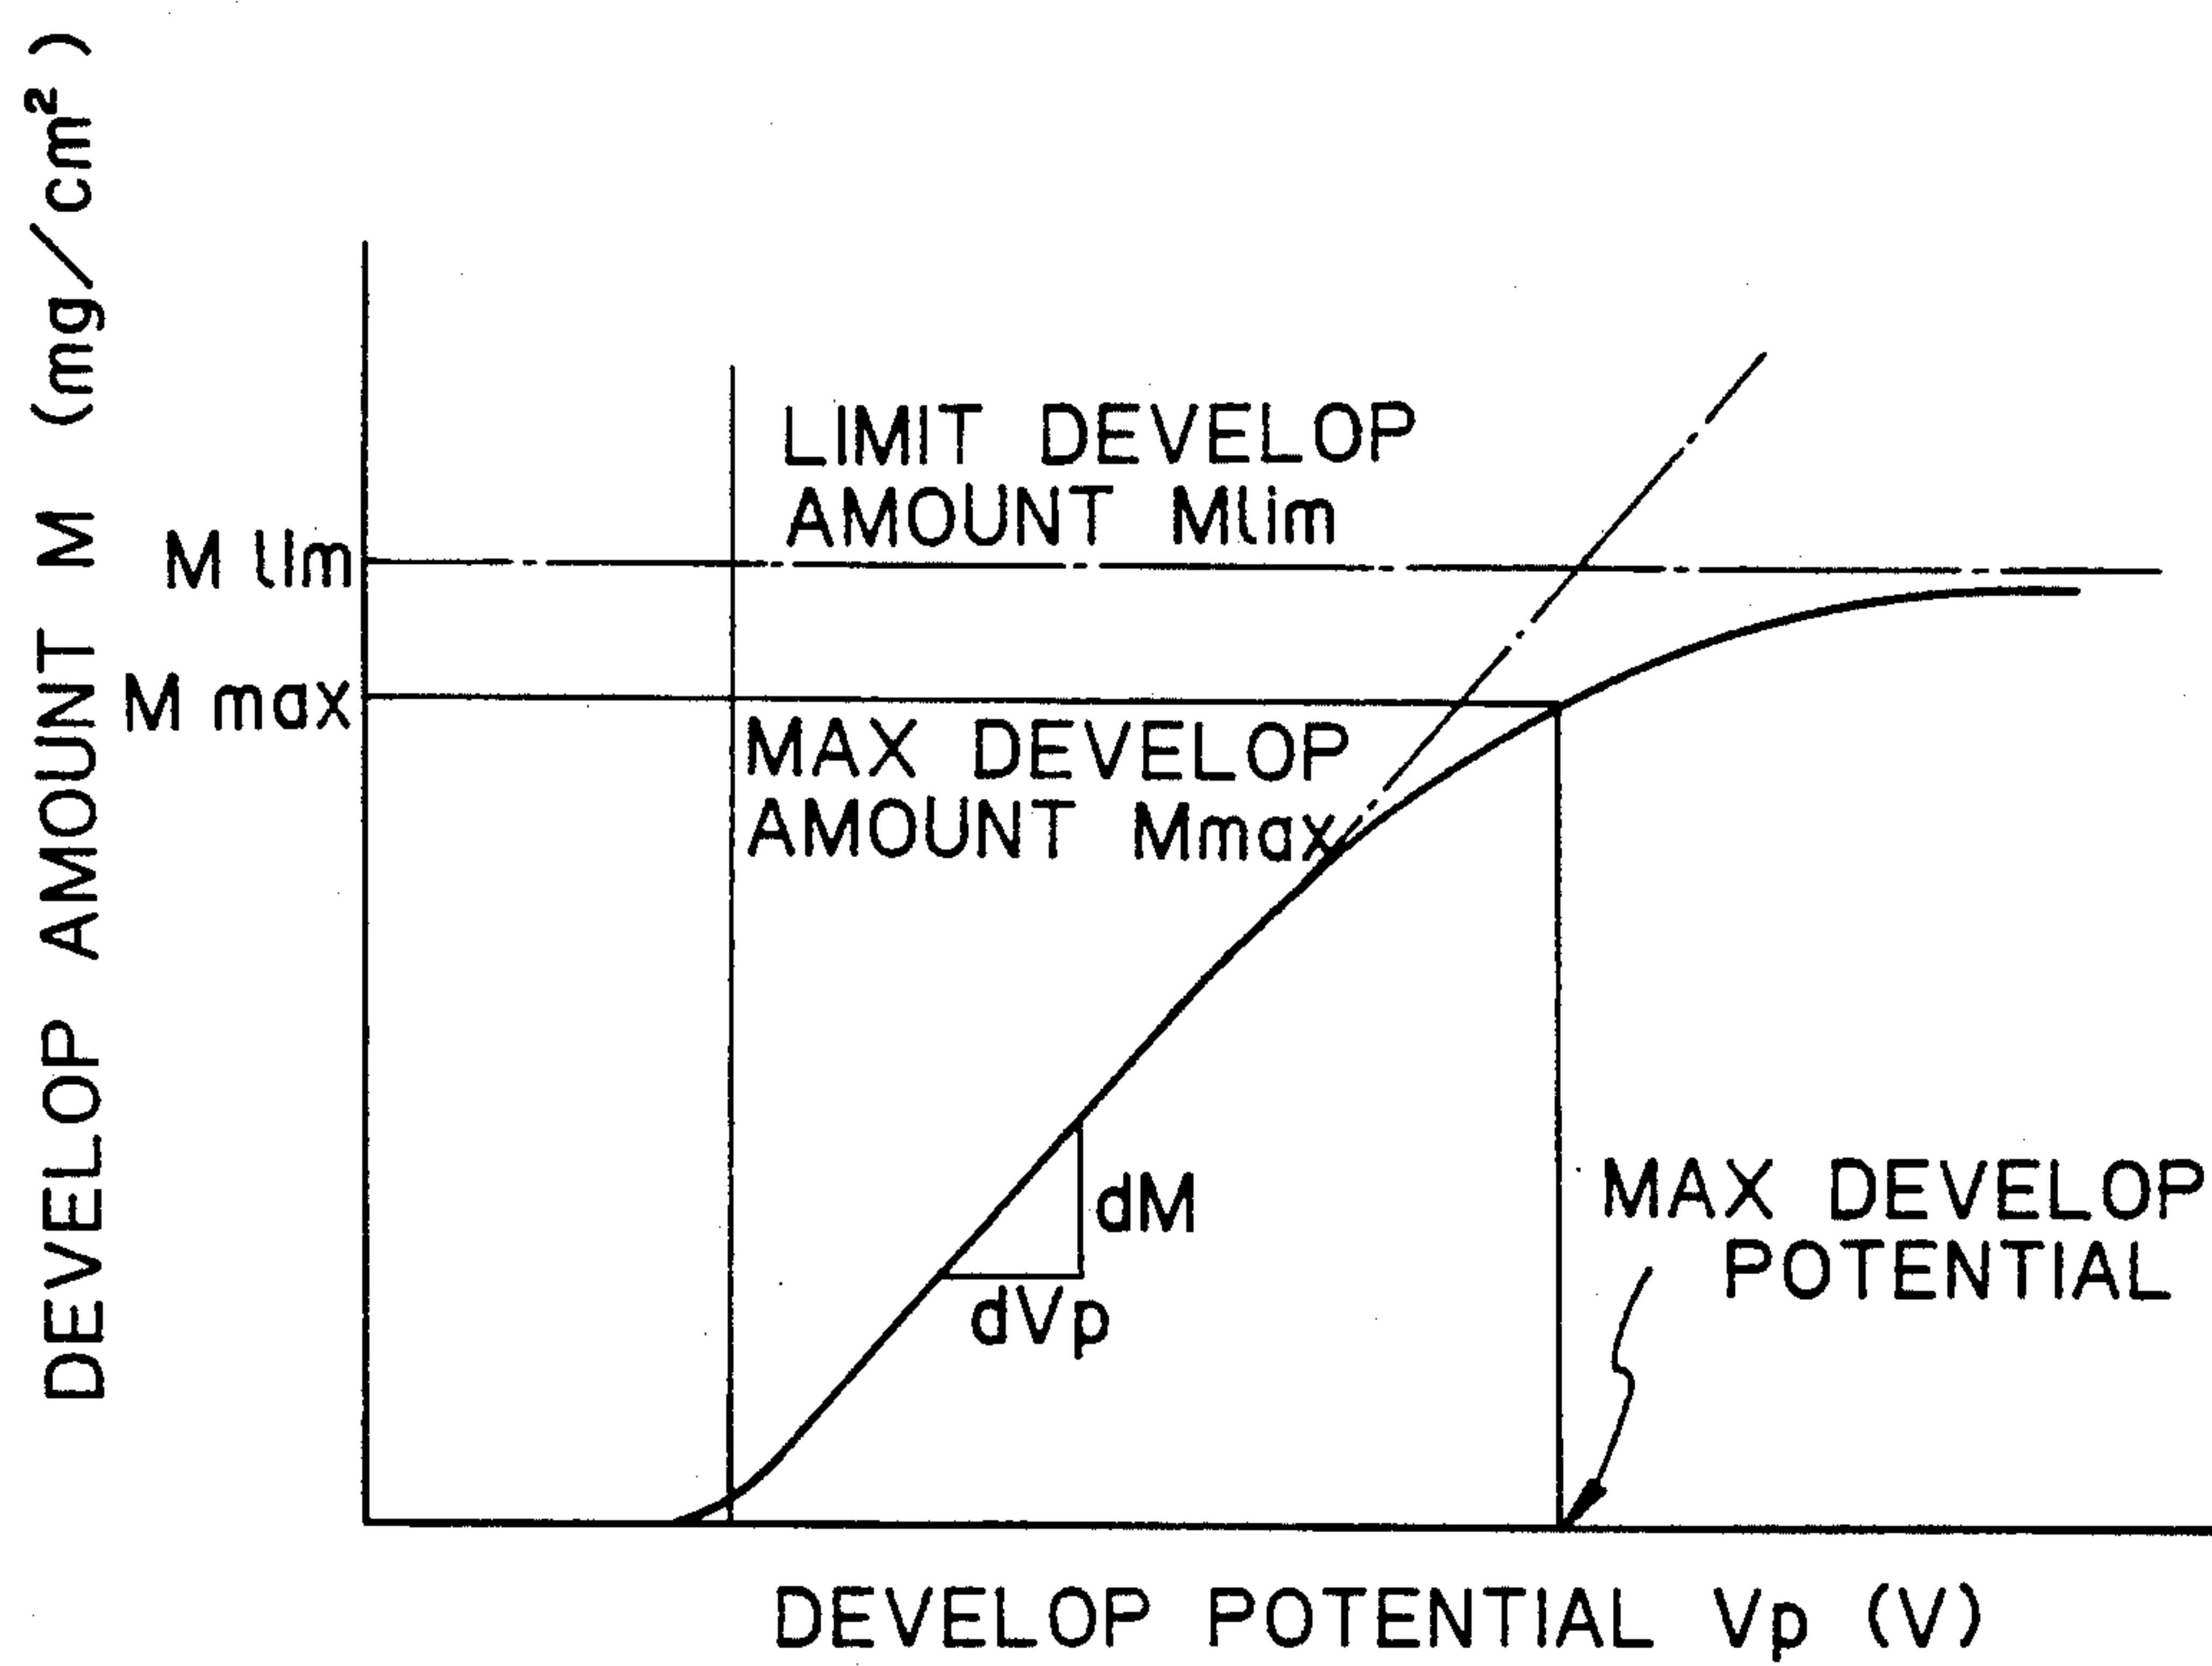 DEVELOP AMOUNT M (mg/cm²)
LIMIT DEVELOP
AMOUNT Mlim
M lim
M max
MAX DEVELOP
AMOUNT Mmax
dM
dVp
MAX DEVELOP
POTENTIAL
DEVELOP POTENTIAL Vp (V)